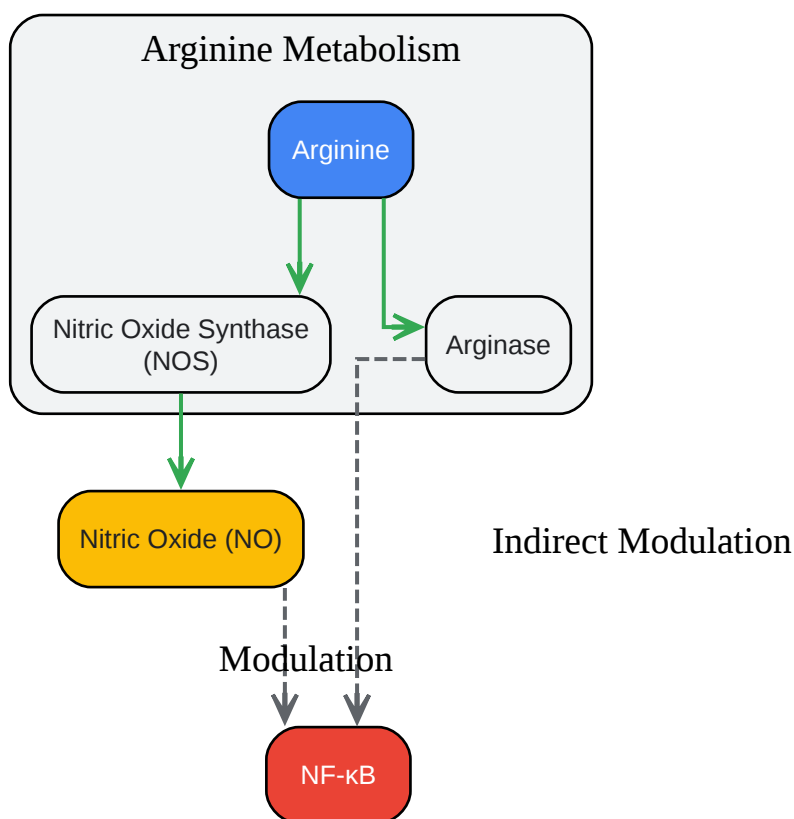 Arginine Metabolism
Arginine
Nitric Oxide Synthase
(NOS)
Arginase
Nitric Oxide (NO)
Indirect Modulation
Modulation
NF-κB